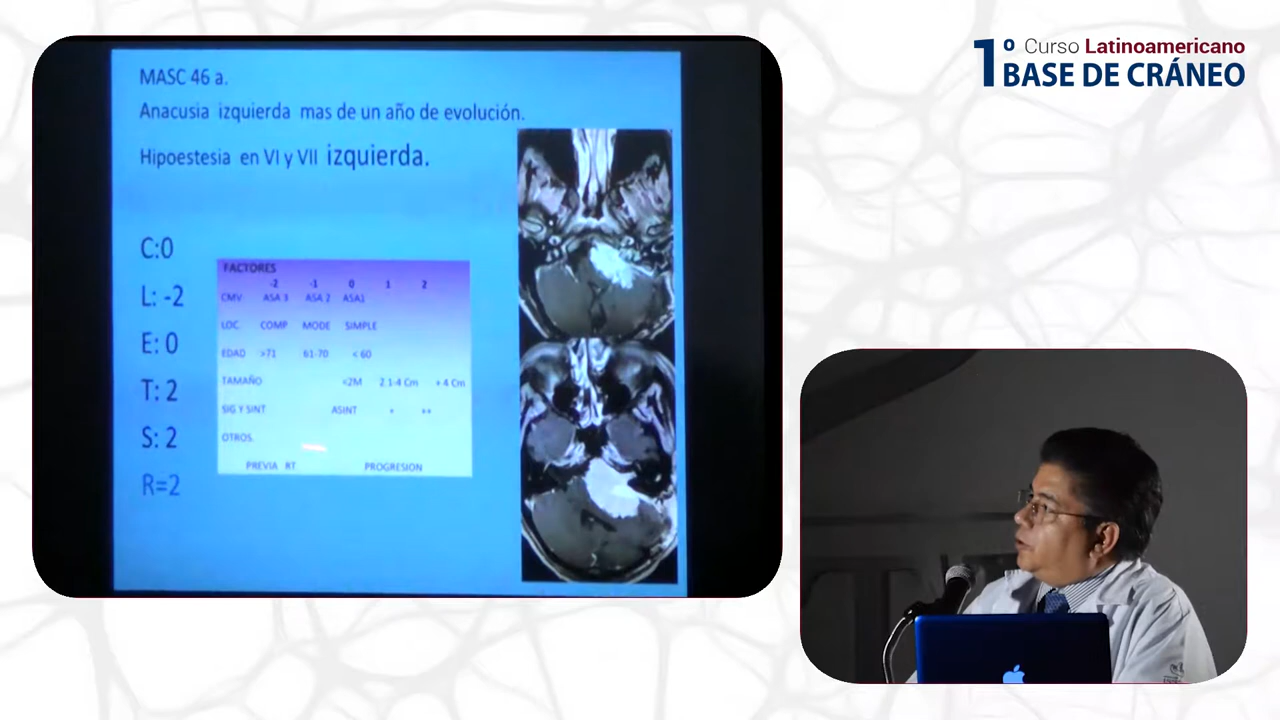 1° Curso Latinoamericano
BASE DE CRÁNEO
MASC 46 a.
Anacusia izquierda mas de un año de evolución.
Hipoestesia en VI y VII izquierda.
C:0
L: -2
E: 0
T: 2
S: 2
R=2
FACTORES
-2 -1 0 1 2
CMV ASA 3 ASA 2 ASA1
LOC COMP MODE SIMPLE
EDAD >71 61-70 < 60
TAMAÑO <2M 2.1-4 Cm +4 Cm
SIG Y SINT ASINT + ++
OTROS.
PREVIA RT PROGRESION